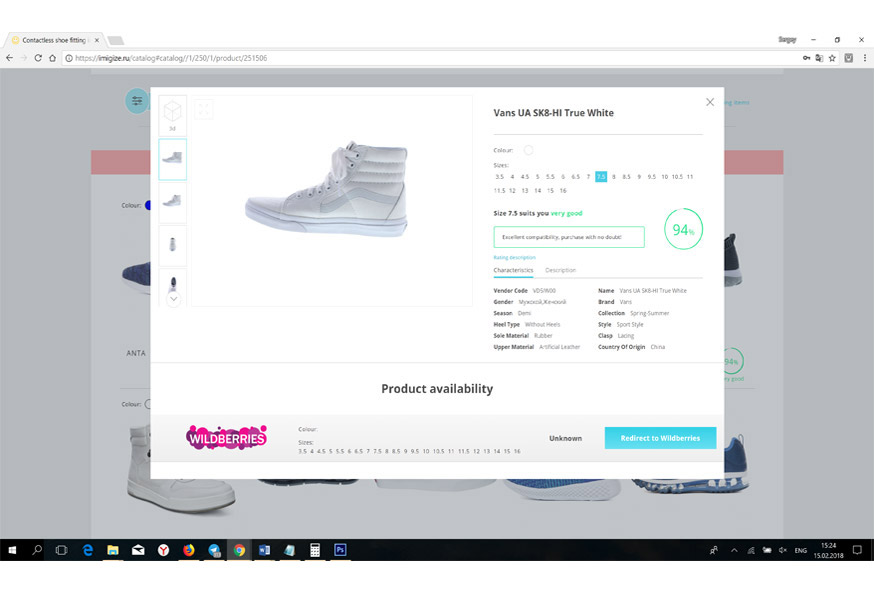 Contactless shoe fitting
Sergey
https://imigize.ru/catalog#catalog//1/250/1/product/251506
3d
Vans UA SK8-HI True White
Colour:
Sizes:
3.5 4 4.5 5 5.5 6 6.5 7 7.5 8 8.5 9 9.5 10 10.5 11
11.5 12 13 14 15 16
Size 7.5 suits you very good
94%
Excellent compatibility, purchase with no doubt!
Rating description
Characteristics Description
Vendor Code VD5IW00 Name Vans UA SK8-HI True White
Gender Мужской,Женский Brand Vans
Season Demi Collection Spring-Summer
Heel Type Without Heels Style Sport Style
Sole Material Rubber Clasp Lacing
Upper Material Artificial Leather Country Of Origin China
Colour:
ANTA
94%
ry good
Colour:
Product availability
WILDBERRIES
Colour:
Sizes:
3.5 4 4.5 5 5.5 6 6.5 7 7.5 8 8.5 9 9.5 10 10.5 11 11.5 12 13 14 15 16
Unknown
Redirect to Wildberries
ENG
15:24
15.02.2018